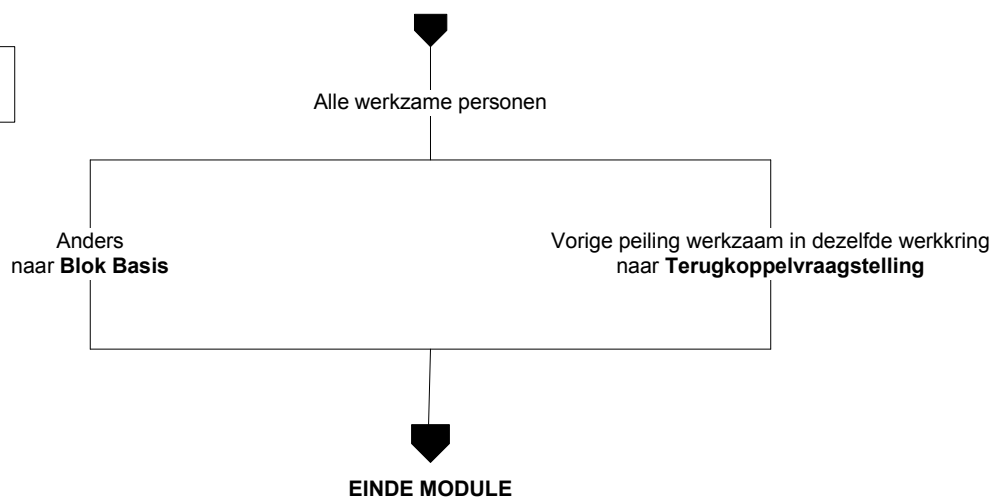 Alle werkzame personen
Anders
naar Blok Basis
Vorige peiling werkzaam in dezelfde werkkring
naar Terugkoppelvraagstelling
EINDE MODULE